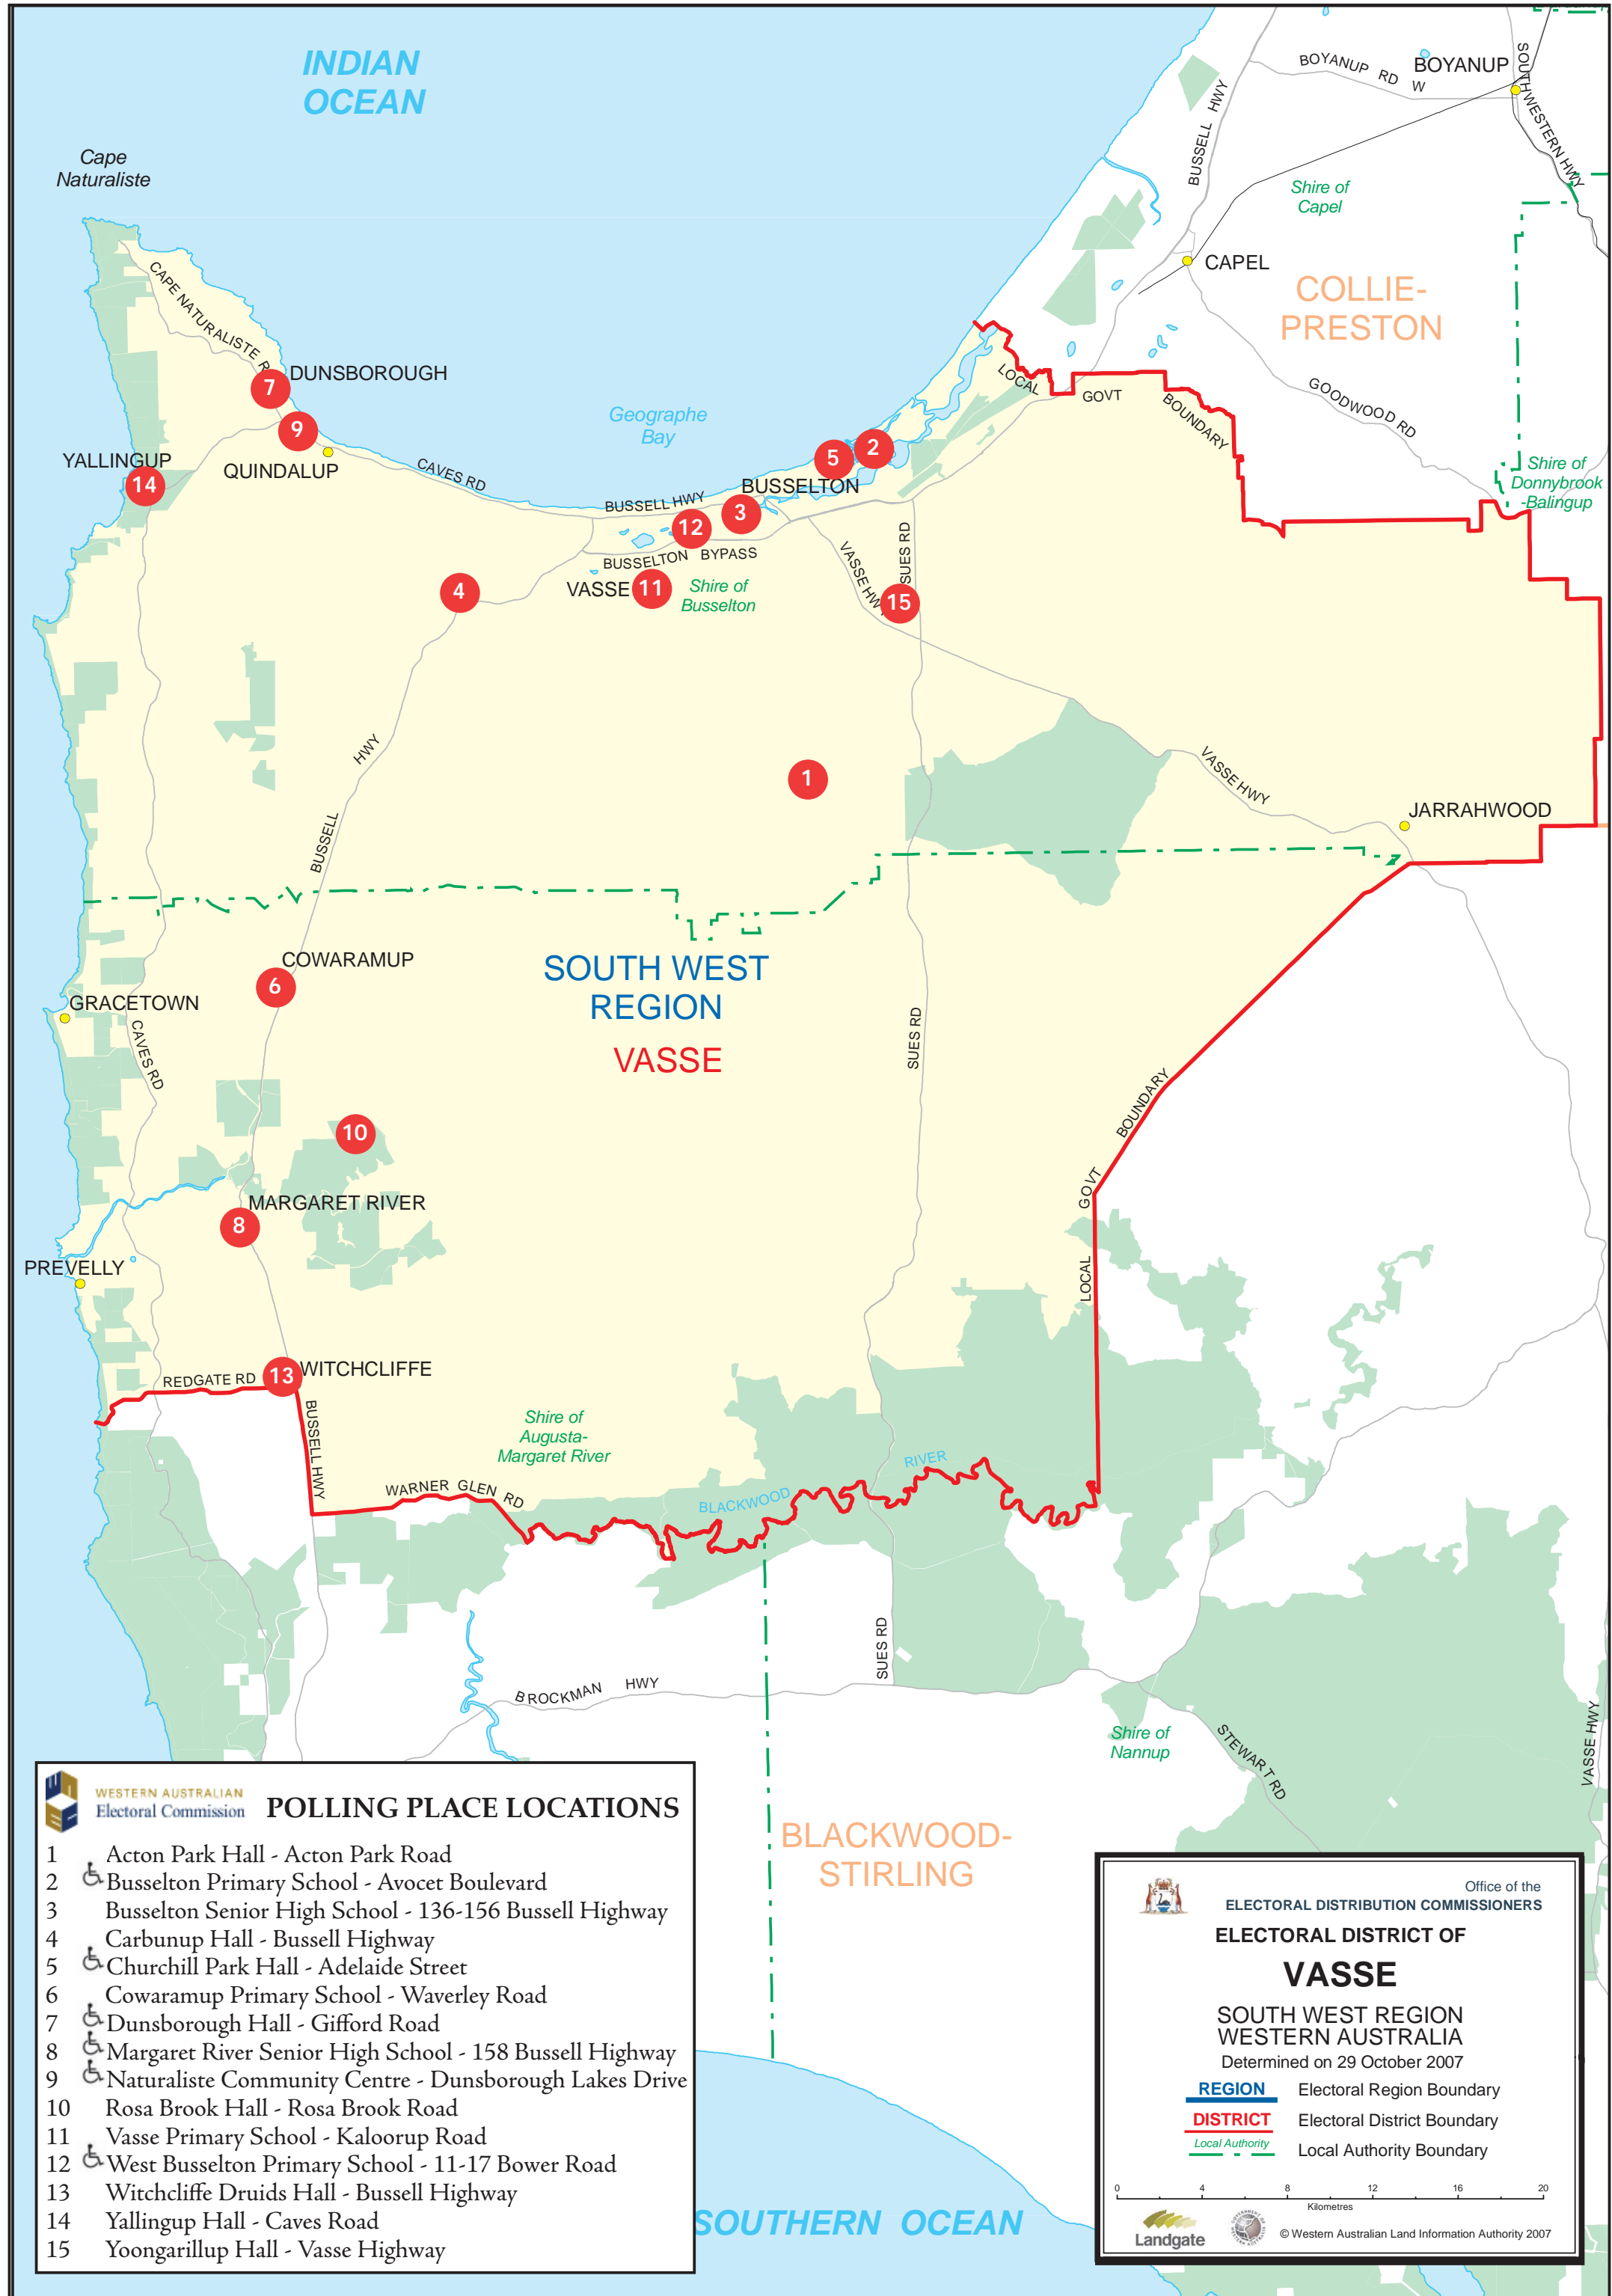 INDIAN
OCEAN
Cape
Naturaliste
BOYANUP RD W
BOYANUP
SOUTHWESTERN HWY
BUSSELL HWY
Shire of
Capel
CAPEL
COLLIE-
PRESTON
CAPE NATURALISTE R
7
DUNSBOROUGH
LOCAL GOVT BOUNDARY
GOODWOOD RD
Geographe
Bay
9
YALLINGUP
14
QUINDALUP
CAVES RD
5
2
BUSSELTON
Shire of
Donnybrook
-Balingup
BUSSELL HWY
3
12
BUSSELTON BYPASS
VASSE HW
SUES RD
4
VASSE
11
Shire of
Busselton
15
HWY
BUSSELL
1
VASSE HWY
JARRAHWOOD
COWARAMUP
6
GRACETOWN
CAVES RD
SOUTH WEST
REGION
VASSE
SUES RD
10
MARGARET RIVER
8
PREVELLY
LOCAL GOVT BOUNDARY
REDGATE RD
13
WITCHCLIFFE
BUSSELL HWY
Shire of
Augusta-
Margaret River
WARNER GLEN RD
BLACKWOOD RIVER
BROCKMAN HWY
SUES RD
Shire of
Nannup
STEWART RD
VASSE HWY
BLACKWOOD-
STIRLING
SOUTHERN OCEAN
WESTERN AUSTRALIAN
Electoral Commission
POLLING PLACE LOCATIONS
1 Acton Park Hall - Acton Park Road
2 Busselton Primary School - Avocet Boulevard
3 Busselton Senior High School - 136-156 Bussell Highway
4 Carbunup Hall - Bussell Highway
5 Churchill Park Hall - Adelaide Street
6 Cowaramup Primary School - Waverley Road
7 Dunsborough Hall - Gifford Road
8 Margaret River Senior High School - 158 Bussell Highway
9 Naturaliste Community Centre - Dunsborough Lakes Drive
10 Rosa Brook Hall - Rosa Brook Road
11 Vasse Primary School - Kaloorup Road
12 West Busselton Primary School - 11-17 Bower Road
13 Witchcliffe Druids Hall - Bussell Highway
14 Yallingup Hall - Caves Road
15 Yoongarillup Hall - Vasse Highway
Office of the
ELECTORAL DISTRIBUTION COMMISSIONERS
ELECTORAL DISTRICT OF
VASSE
SOUTH WEST REGION
WESTERN AUSTRALIA
Determined on 29 October 2007
REGION Electoral Region Boundary
DISTRICT Electoral District Boundary
Local Authority Local Authority Boundary
0 4 8 12 16 20
Kilometres
Landgate
© Western Australian Land Information Authority 2007